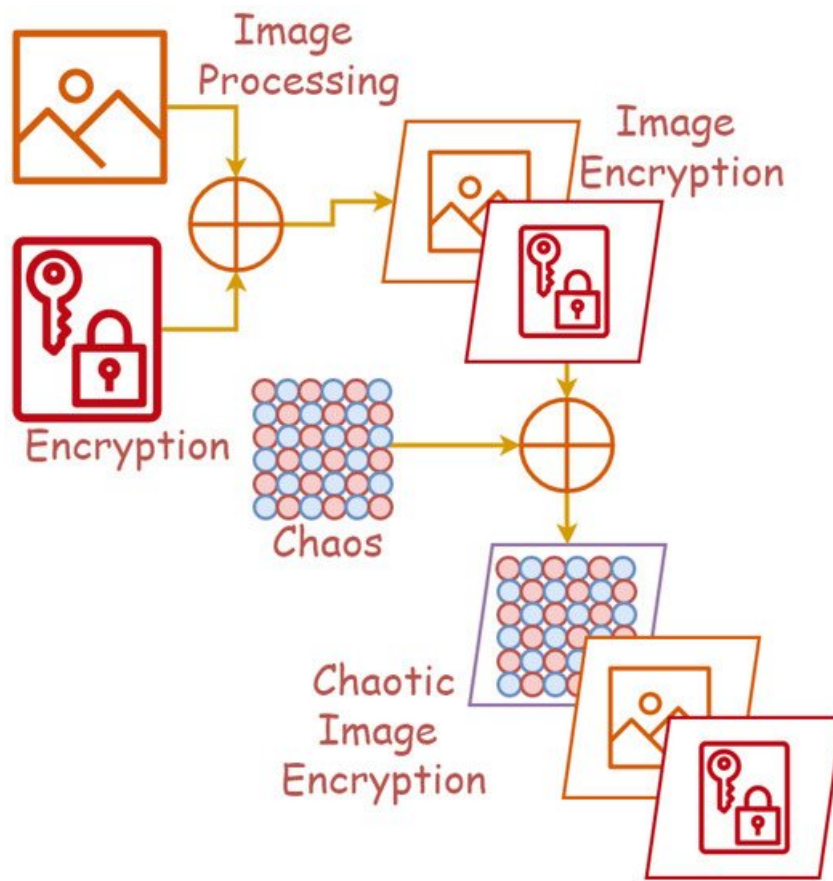 Image
Processing
Image
Encryption
Encryption
Chaos
Chaotic
Image
Encryption